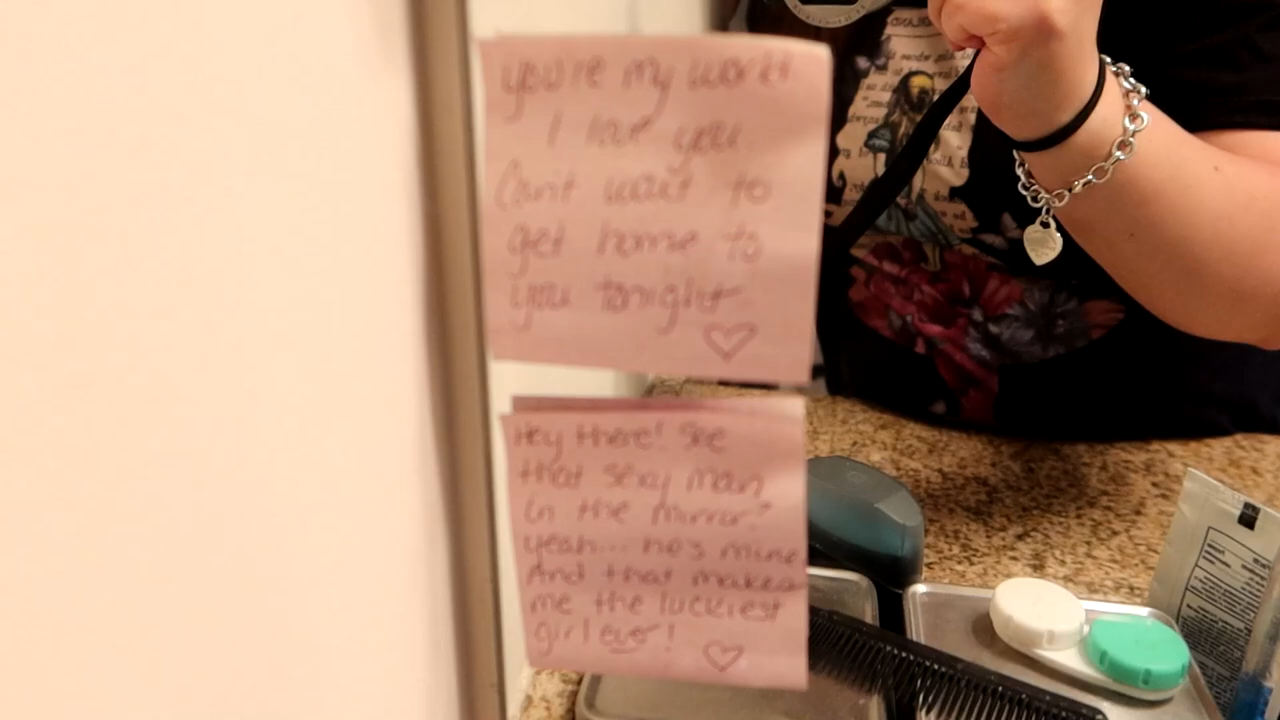 you're my world
I love you
Can't wait to
get home to
you tonight
Hey there! See
that sexy man
in the mirror?
yeah... he's mine
And that makes
me the luckiest
girl ever!